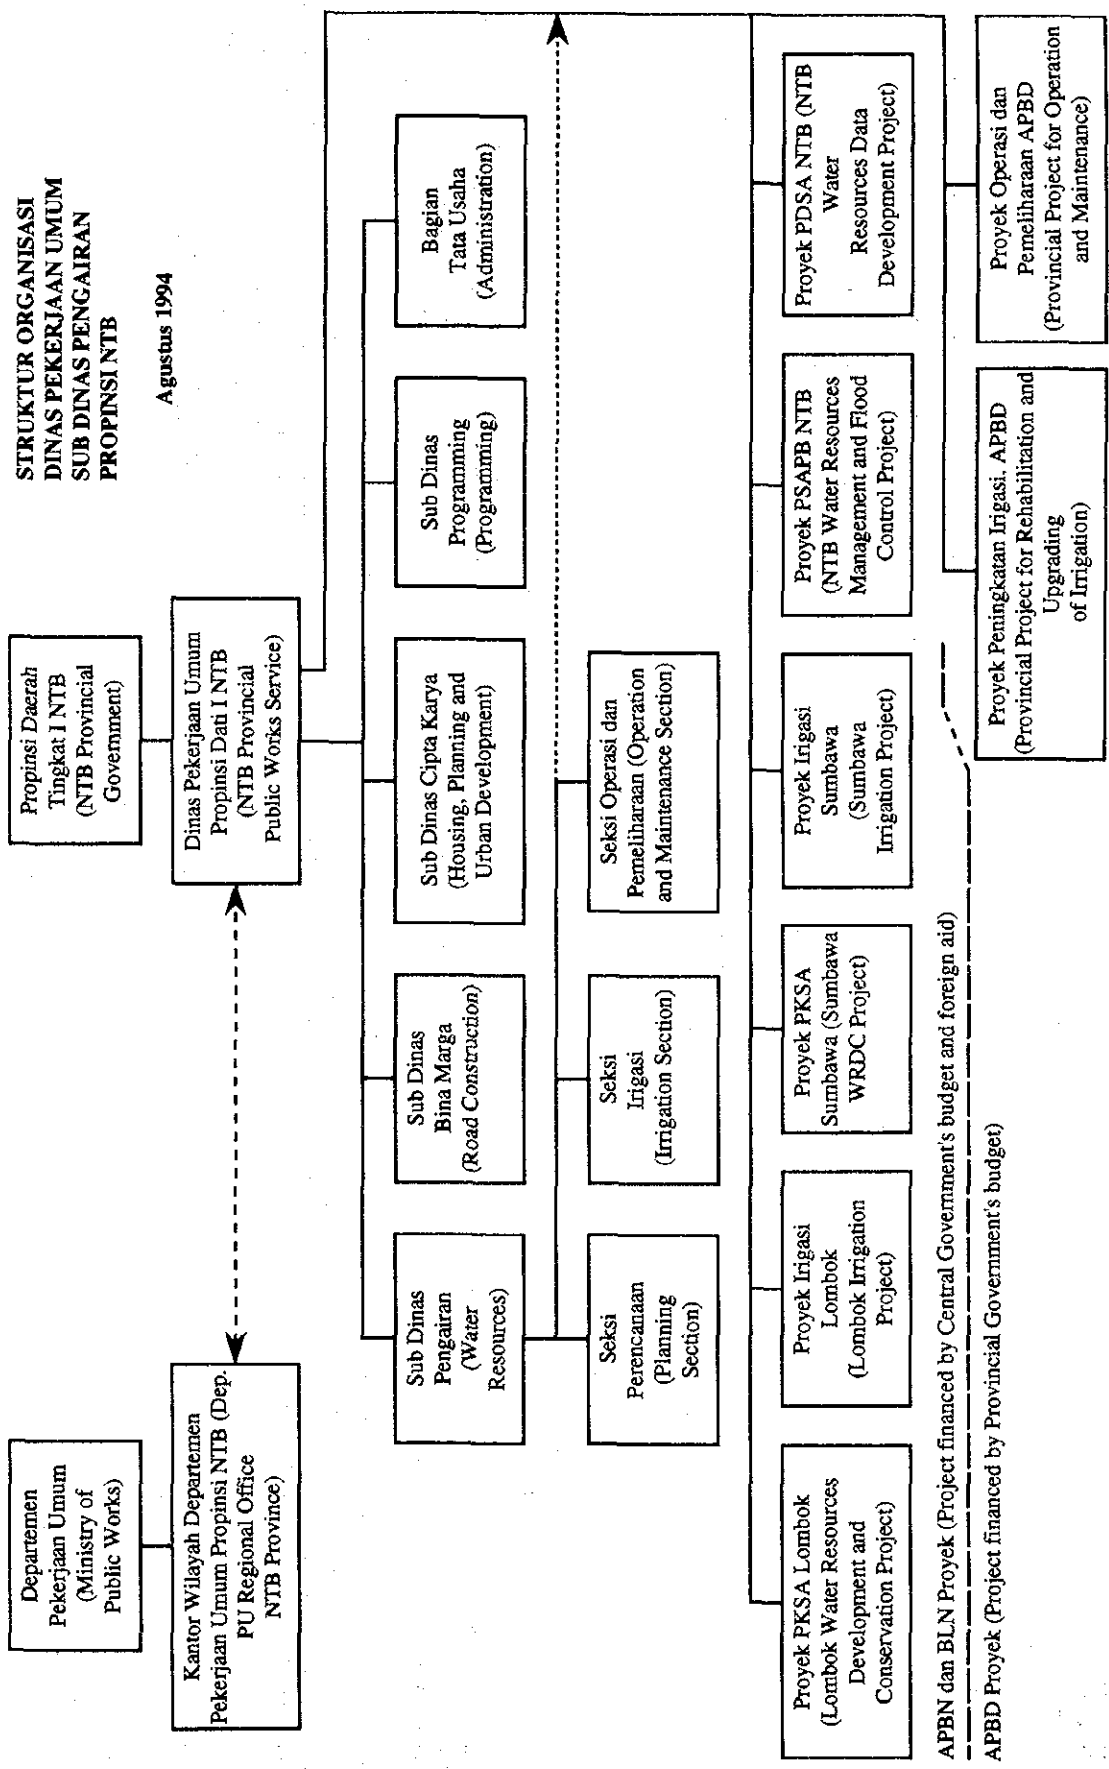 STRUKTUR ORGANISASI
DINAS PEKERJAAN UMUM
SUB DINAS PENGAIRAN
PROPINSI NTB
Agustus 1994
Departemen
Pekerjaan Umum
(Ministry of
Public Works)
Propinsi Daerah
Tingkat I NTB
(NTB Provincial
Government)
Kantor Wilayah Departemen
Pekerjaan Umum Propinsi NTB (Dep.
PU Regional Office
NTB Province)
Dinas Pekerjaan Umum
Propinsi Dati I NTB
(NTB Provincial
Public Works Service)
Sub Dinas
Pengairan
(Water
Resources)
Sub Dinas
Bina Marga
(Road Construction)
Sub Dinas Cipta Karya
(Housing, Planning and
Urban Development)
Sub Dinas
Programming
(Programming)
Bagian
Tata Usaha
(Administration)
Seksi
Perencanaan
(Planning
Section)
Seksi
Irigasi
(Irrigation Section)
Seksi Operasi dan
Pemeliharaan (Operation
and Maintenance Section)
Proyek PKSA Lombok
(Lombok Water Resources
Development and
Conservation Project)
Proyek Irigasi
Lombok
(Lombok Irrigation
Project)
Proyek PKSA
Sumbawa (Sumbawa
WRDC Project)
Proyek Irigasi
Sumbawa
(Sumbawa
Irrigation Project)
Proyek PSAPB NTB
(NTB Water Resources
Management and Flood
Control Project)
Proyek PDSA NTB (NTB
Water
Resources Data
Development Project)
APBN dan BLN Proyek (Project financed by Central Government's budget and foreign aid)
APBD Proyek (Project financed by Provincial Government's budget)
Proyek Peningkatan Irigasi. APBD
(Provincial Project for Rehabilitation and
Upgrading
of Irrigation)
Proyek Operasi dan
Pemeliharaan APBD
(Provincial Project for Operation
and Maintenance)